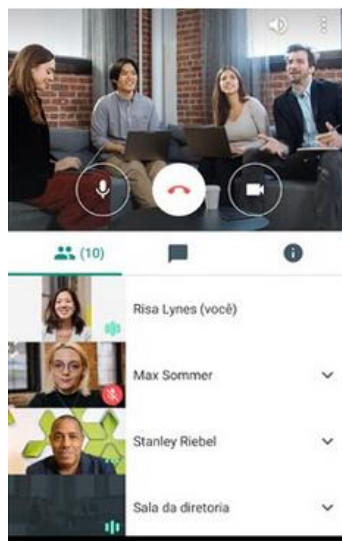 (10)
Risa Lynes (você)
Max Sommer
Stanley Riebel
Sala da diretoria